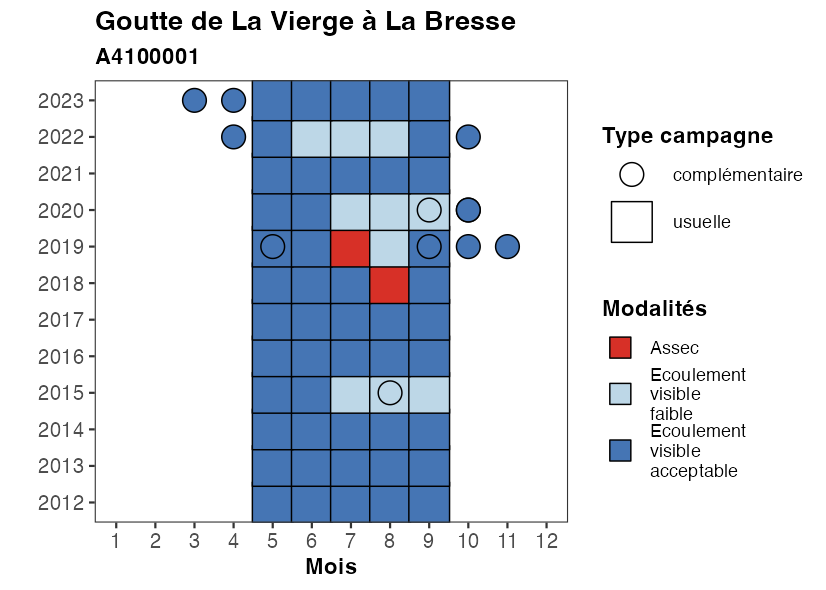 Goutte de La Vierge à La Bresse
A4100001
2023
2022
2021
2020
2019
2018
2017
2016
2015
2014
2013
2012
1 2 3 4 5 6 7 8 9 10 11 12
Mois
Type campagne
complémentaire
usuelle
Modalités
Assec
Ecoulement
visible
faible
Ecoulement
visible
acceptable